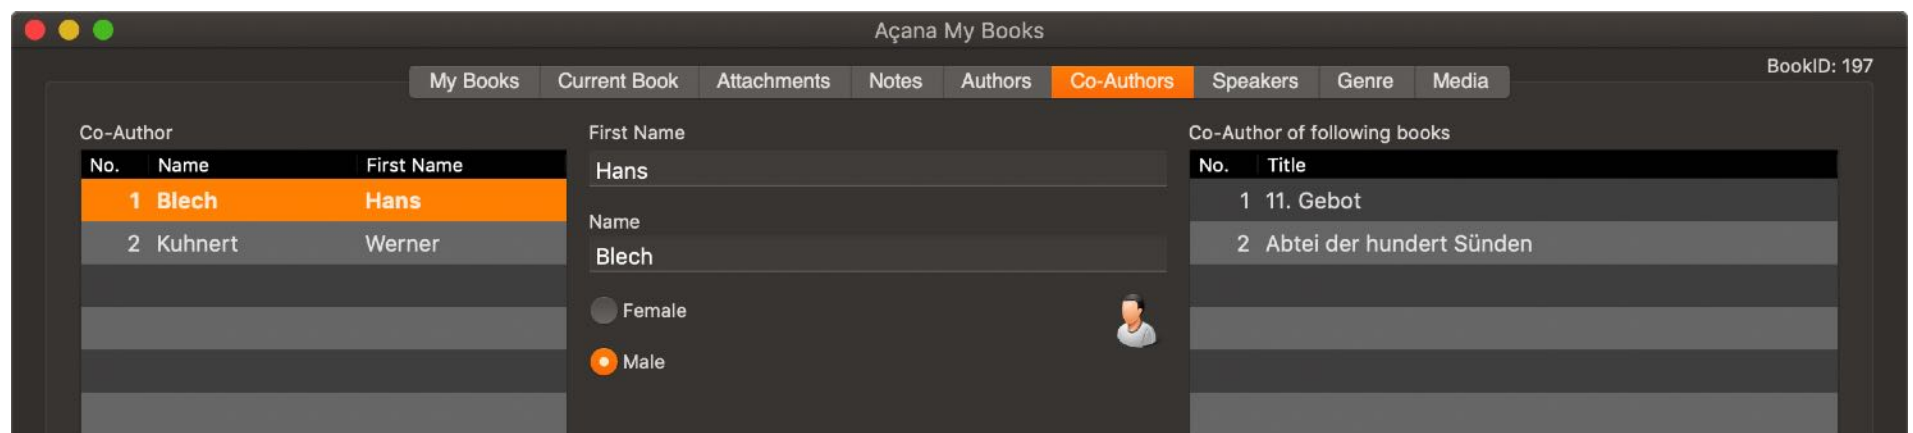 Açana My Books
BookID: 197
My Books Current Book Attachments Notes Authors Co-Authors Speakers Genre Media
Co-Author
No. Name First Name
1 Blech Hans
2 Kuhnert Werner
First Name
Hans
Name
Blech
Female
Male
Co-Author of following books
No. Title
1 11. Gebot
2 Abtei der hundert Sünden